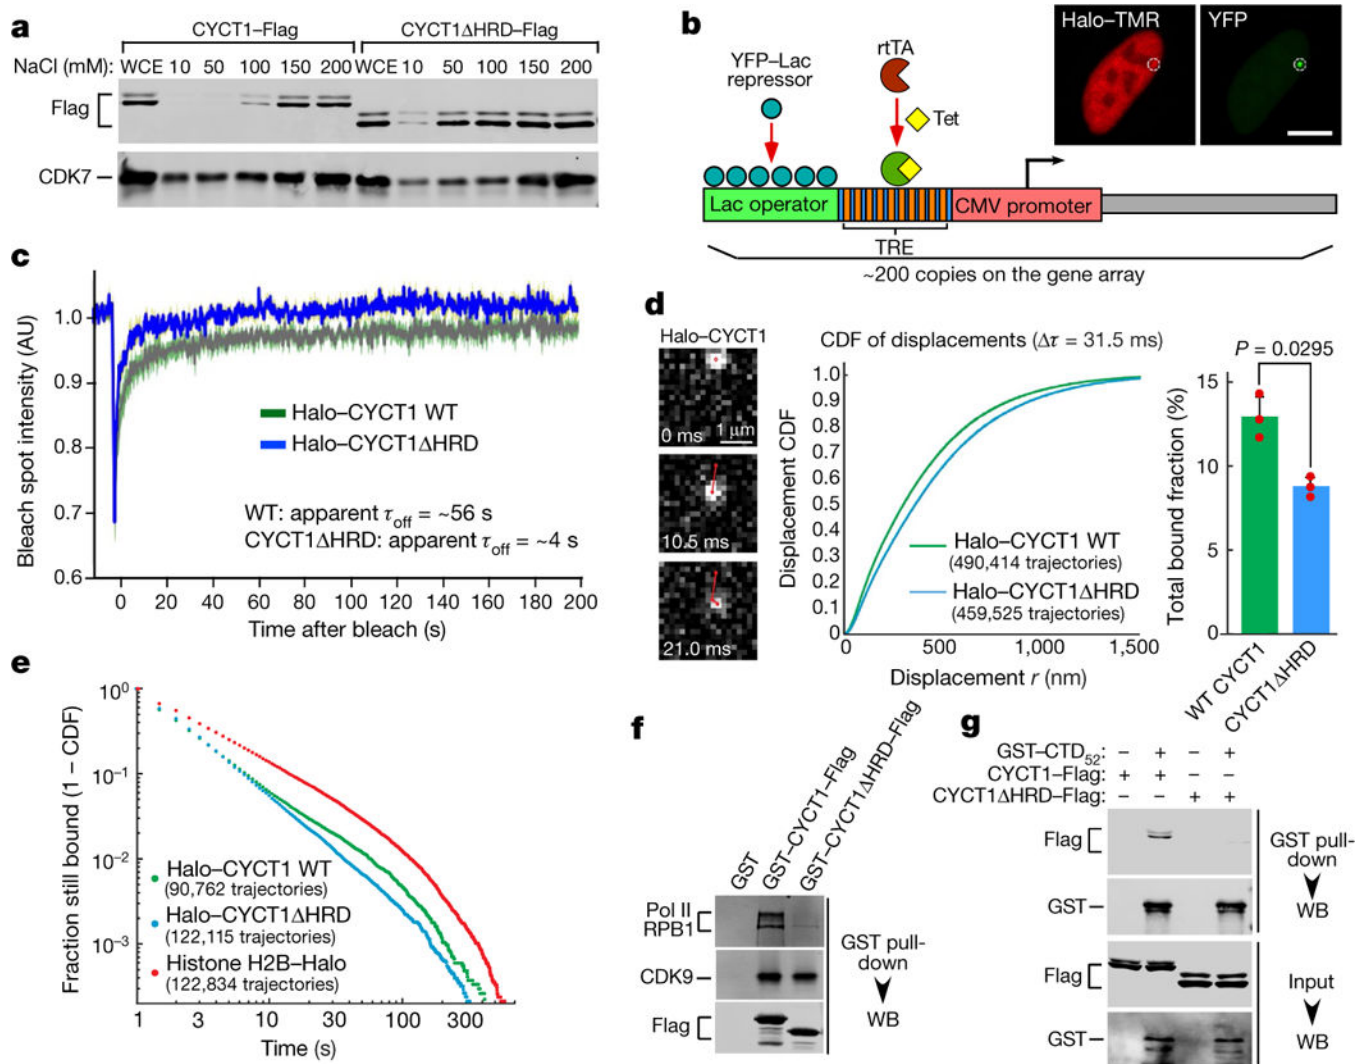 a
CYCT1–Flag CYCT1ΔHRD–Flag
NaCl (mM): WCE 10 50 100 150 200 WCE 10 50 100 150 200
Flag
CDK7
b
YFP–Lac
repressor
rtTA
Tet
Halo–TMR
YFP
Lac operator
CMV promoter
TRE
~200 copies on the gene array
c
Bleach spot intensity (AU)
1.0
0.9
0.8
0.7
0.6
Halo–CYCT1 WT
Halo–CYCT1ΔHRD
WT: apparent τoff = ~56 s
CYCT1ΔHRD: apparent τoff = ~4 s
0 20 40 60 80 100 120 140 160 180 200
Time after bleach (s)
d
Halo–CYCT1
0 ms
1 μm
10.5 ms
21.0 ms
CDF of displacements (Δτ = 31.5 ms)
Displacement CDF
1.0
0.9
0.8
0.7
0.6
0.5
0.4
0.3
0.2
0.1
0
Halo–CYCT1 WT
(490,414 trajectories)
Halo–CYCT1ΔHRD
(459,525 trajectories)
0 500 1,000 1,500
Displacement r (nm)
P = 0.0295
Total bound fraction (%)
15
10
5
0
WT CYCT1
CYCT1ΔHRD
e
Fraction still bound (1 – CDF)
10⁰
10⁻¹
10⁻²
10⁻³
Halo–CYCT1 WT
(90,762 trajectories)
Halo–CYCT1ΔHRD
(122,115 trajectories)
Histone H2B–Halo
(122,834 trajectories)
1 3 10 30 100 300
Time (s)
f
GST
GST–CYCT1–Flag
GST–CYCT1ΔHRD–Flag
Pol II
RPB1
CDK9
Flag
GST pull-
down
WB
g
GST–CTD52: – + – +
CYCT1–Flag: + + – –
CYCT1ΔHRD–Flag: – – + +
Flag
GST
GST pull-
down
WB
Flag
GST
Input
WB